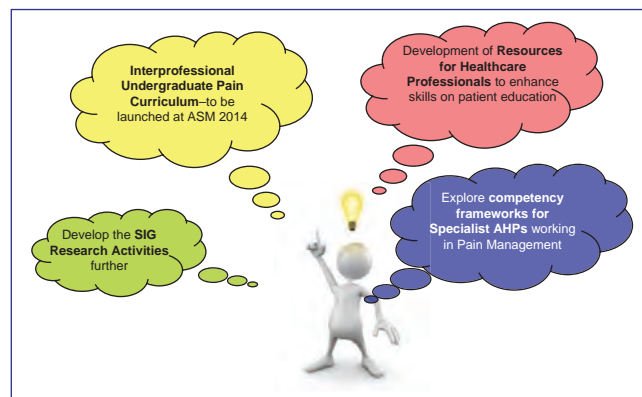 Interprofessional
Undergraduate Pain
Curriculum–to be
launched at ASM 2014
Development of Resources
for Healthcare
Professionals to enhance
skills on patient education
Develop the SIG
Research Activities
further
Explore competency
frameworks for
Specialist AHPs working
in Pain Management